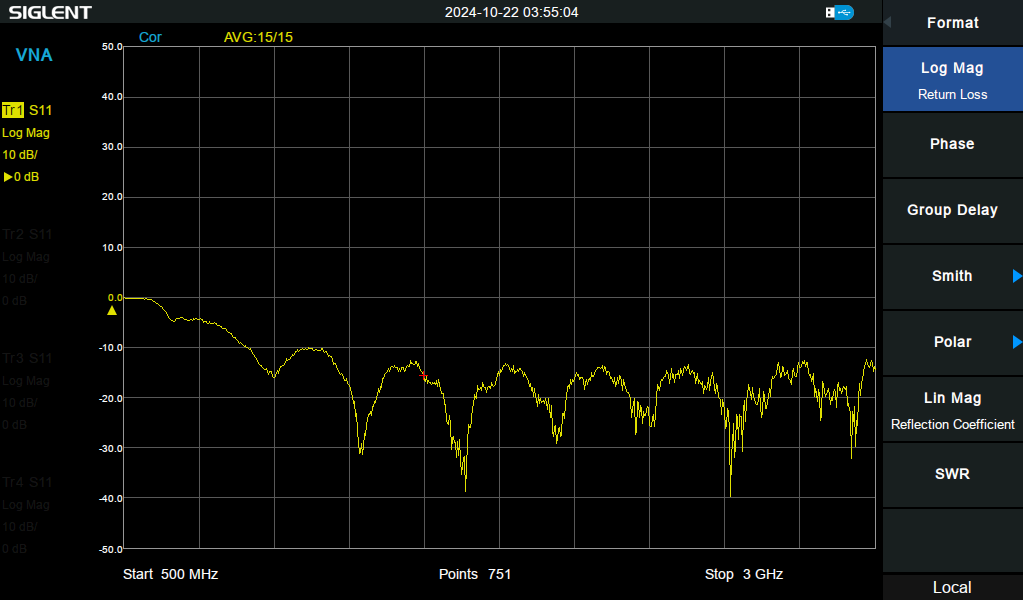 SIGLENT 2024-10-22 03:55:04
VNA
Cor AVG:15/15
Tr1 S11
Log Mag
10 dB/
▶0 dB
Tr2 S11
Log Mag
10 dB/
0 dB
Tr3 S11
Log Mag
10 dB/
0 dB
Tr4 S11
Log Mag
10 dB/
0 dB
50.0
40.0
30.0
20.0
10.0
0.0
-10.0
-20.0
-30.0
-40.0
-50.0
Start 500 MHz Points 751 Stop 3 GHz
Format
Log Mag
Return Loss
Phase
Group Delay
Smith
Polar
Lin Mag
Reflection Coefficient
SWR
Local